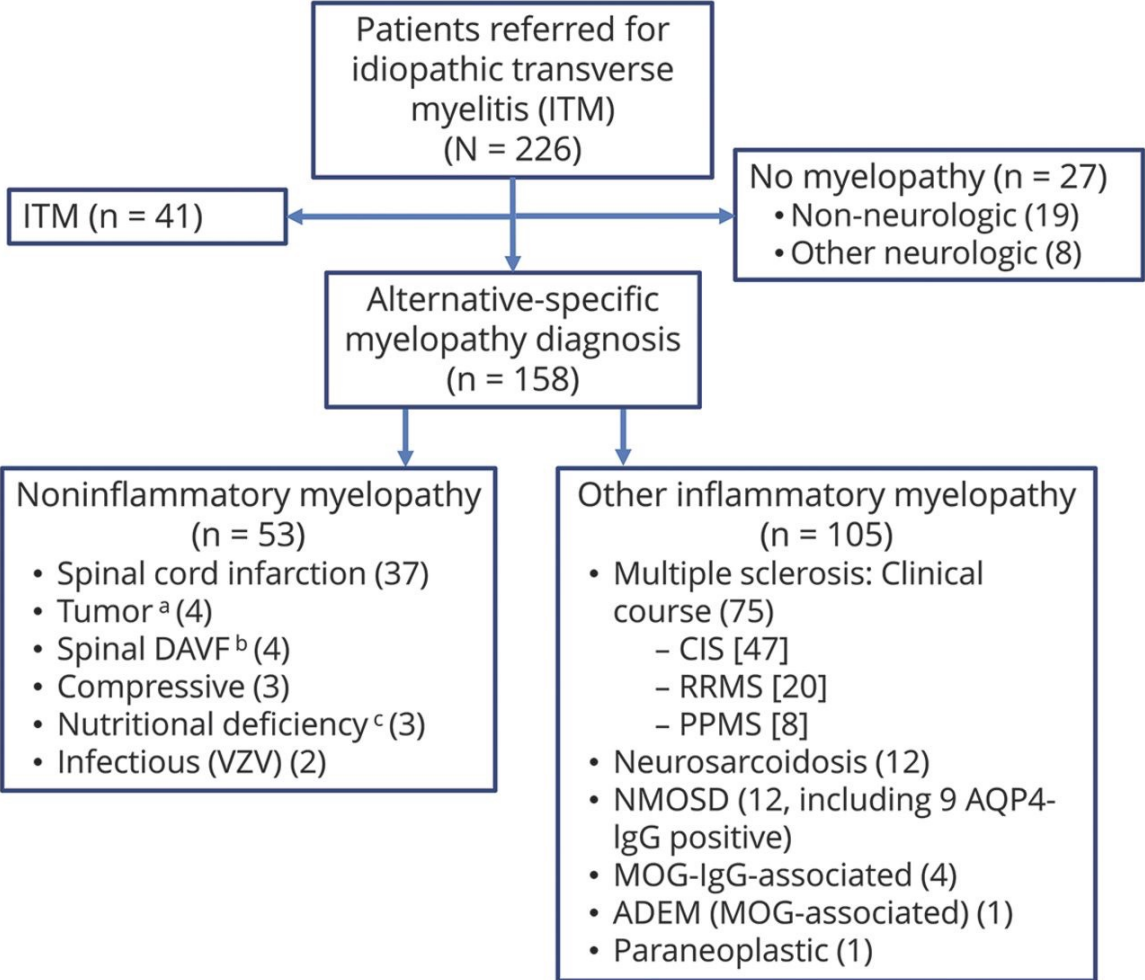 Patients referred for
idiopathic transverse
myelitis (ITM)
(N = 226)
ITM (n = 41)
No myelopathy (n = 27)
• Non-neurologic (19)
• Other neurologic (8)
Alternative-specific
myelopathy diagnosis
(n = 158)
Noninflammatory myelopathy
(n = 53)
• Spinal cord infarction (37)
• Tumor ᵃ (4)
• Spinal DAVF ᵇ (4)
• Compressive (3)
• Nutritional deficiency ᶜ (3)
• Infectious (VZV) (2)
Other inflammatory myelopathy
(n = 105)
• Multiple sclerosis: Clinical
course (75)
– CIS [47]
– RRMS [20]
– PPMS [8]
• Neurosarcoidosis (12)
• NMOSD (12, including 9 AQP4-
IgG positive)
• MOG-IgG-associated (4)
• ADEM (MOG-associated) (1)
• Paraneoplastic (1)